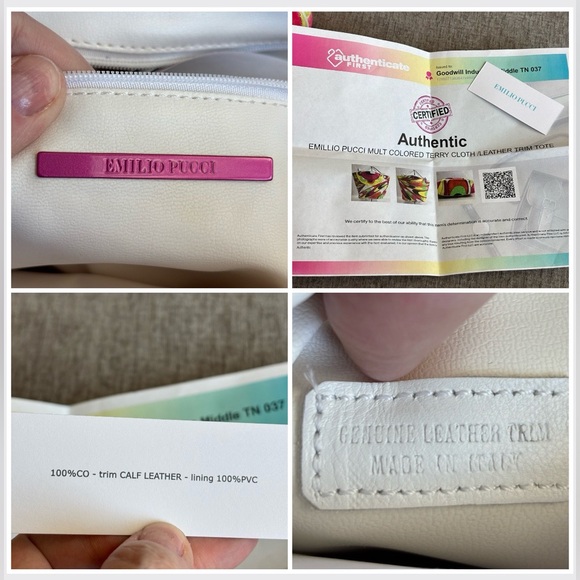 EMILIO PUCCI
authenticate
FIRST
Goodwill Indu
Middle TN 037
EMILIO PUCCI
CERTIFIED
Authentic
EMILLIO PUCCI MULT COLORED TERRY CLOTH /LEATHER TRIM TOTE
We certify to the best of our ability that this item's determination is accurate and correct.
Middle TN 037
100%CO - trim CALF LEATHER - lining 100%PVC
GENUINE LEATHER TRIM
MADE IN ITALY